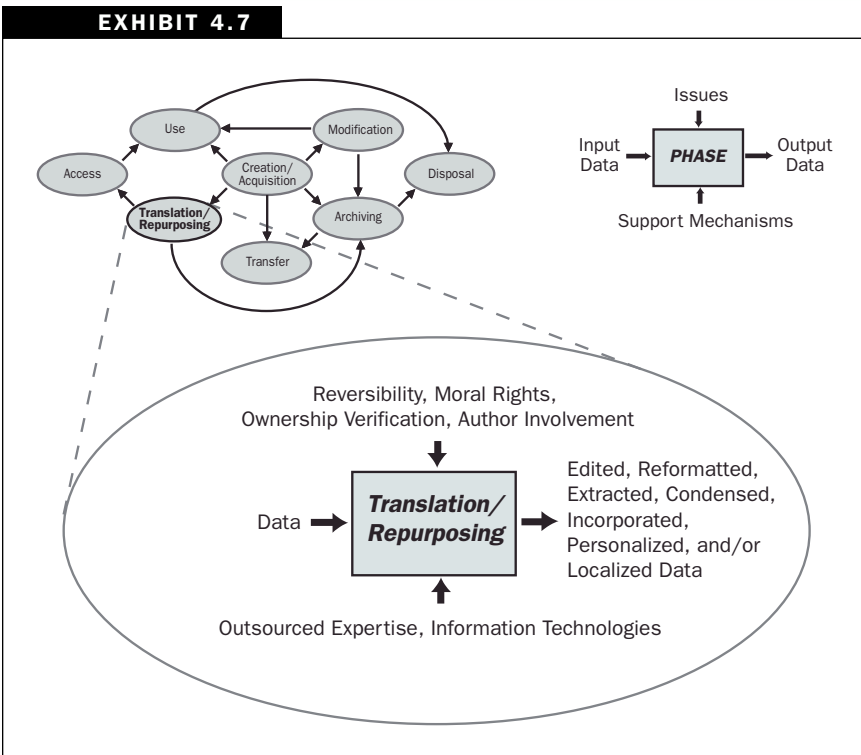 EXHIBIT 4.7
Use
Modification
Access
Creation/
Acquisition
Disposal
Translation/
Repurposing
Archiving
Transfer
Issues
Input
Data
PHASE
Output
Data
Support Mechanisms
Reversibility, Moral Rights,
Ownership Verification, Author Involvement
Data
Translation/
Repurposing
Edited, Reformatted,
Extracted, Condensed,
Incorporated,
Personalized, and/or
Localized Data
Outsourced Expertise, Information Technologies